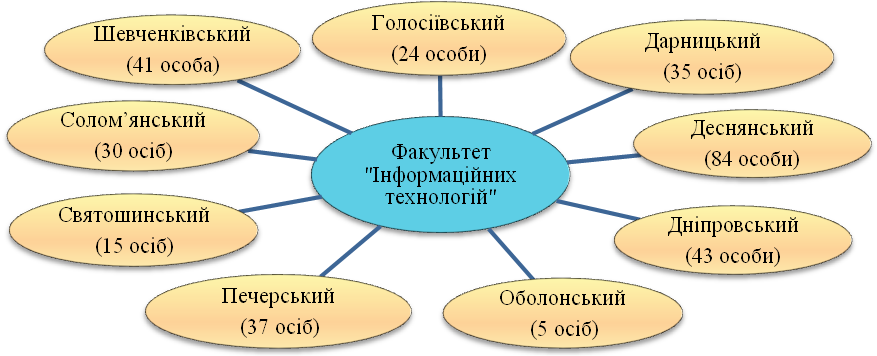 Шевченківський
(41 особа)
Голосіївський
(24 особи)
Дарницький
(35 осіб)
Солом’янський
(30 осіб)
Деснянський
(84 особи)
Факультет
"Інформаційних
технологій"
Святошинський
(15 осіб)
Дніпровський
(43 особи)
Печерський
(37 осіб)
Оболонський
(5 осіб)